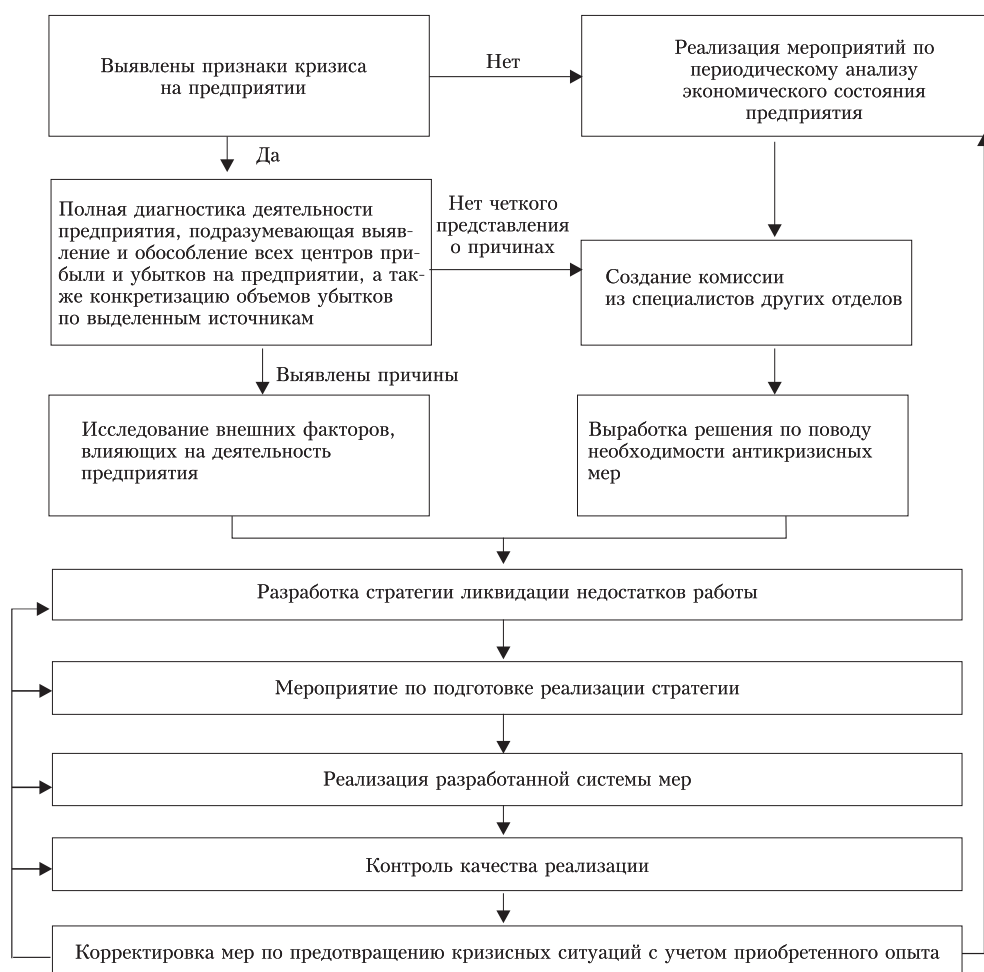 Выявлены признаки кризиса
на предприятии
Нет
Реализация мероприятий по
периодическому анализу
экономического состояния
предприятия
Да
Полная диагностика деятельности
предприятия, подразумевающая выяв-
ление и обособление всех центров при-
были и убытков на предприятии, а так-
же конкретизацию объемов убытков
по выделенным источникам
Нет четкого
представления
о причинах
Создание комиссии
из специалистов других отделов
Выявлены причины
Исследование внешних факторов,
влияющих на деятельность
предприятия
Выработка решения по поводу
необходимости антикризисных
мер
Разработка стратегии ликвидации недостатков работы
Мероприятие по подготовке реализации стратегии
Реализация разработанной системы мер
Контроль качества реализации
Корректировка мер по предотвращению кризисных ситуаций с учетом приобретенного опыта